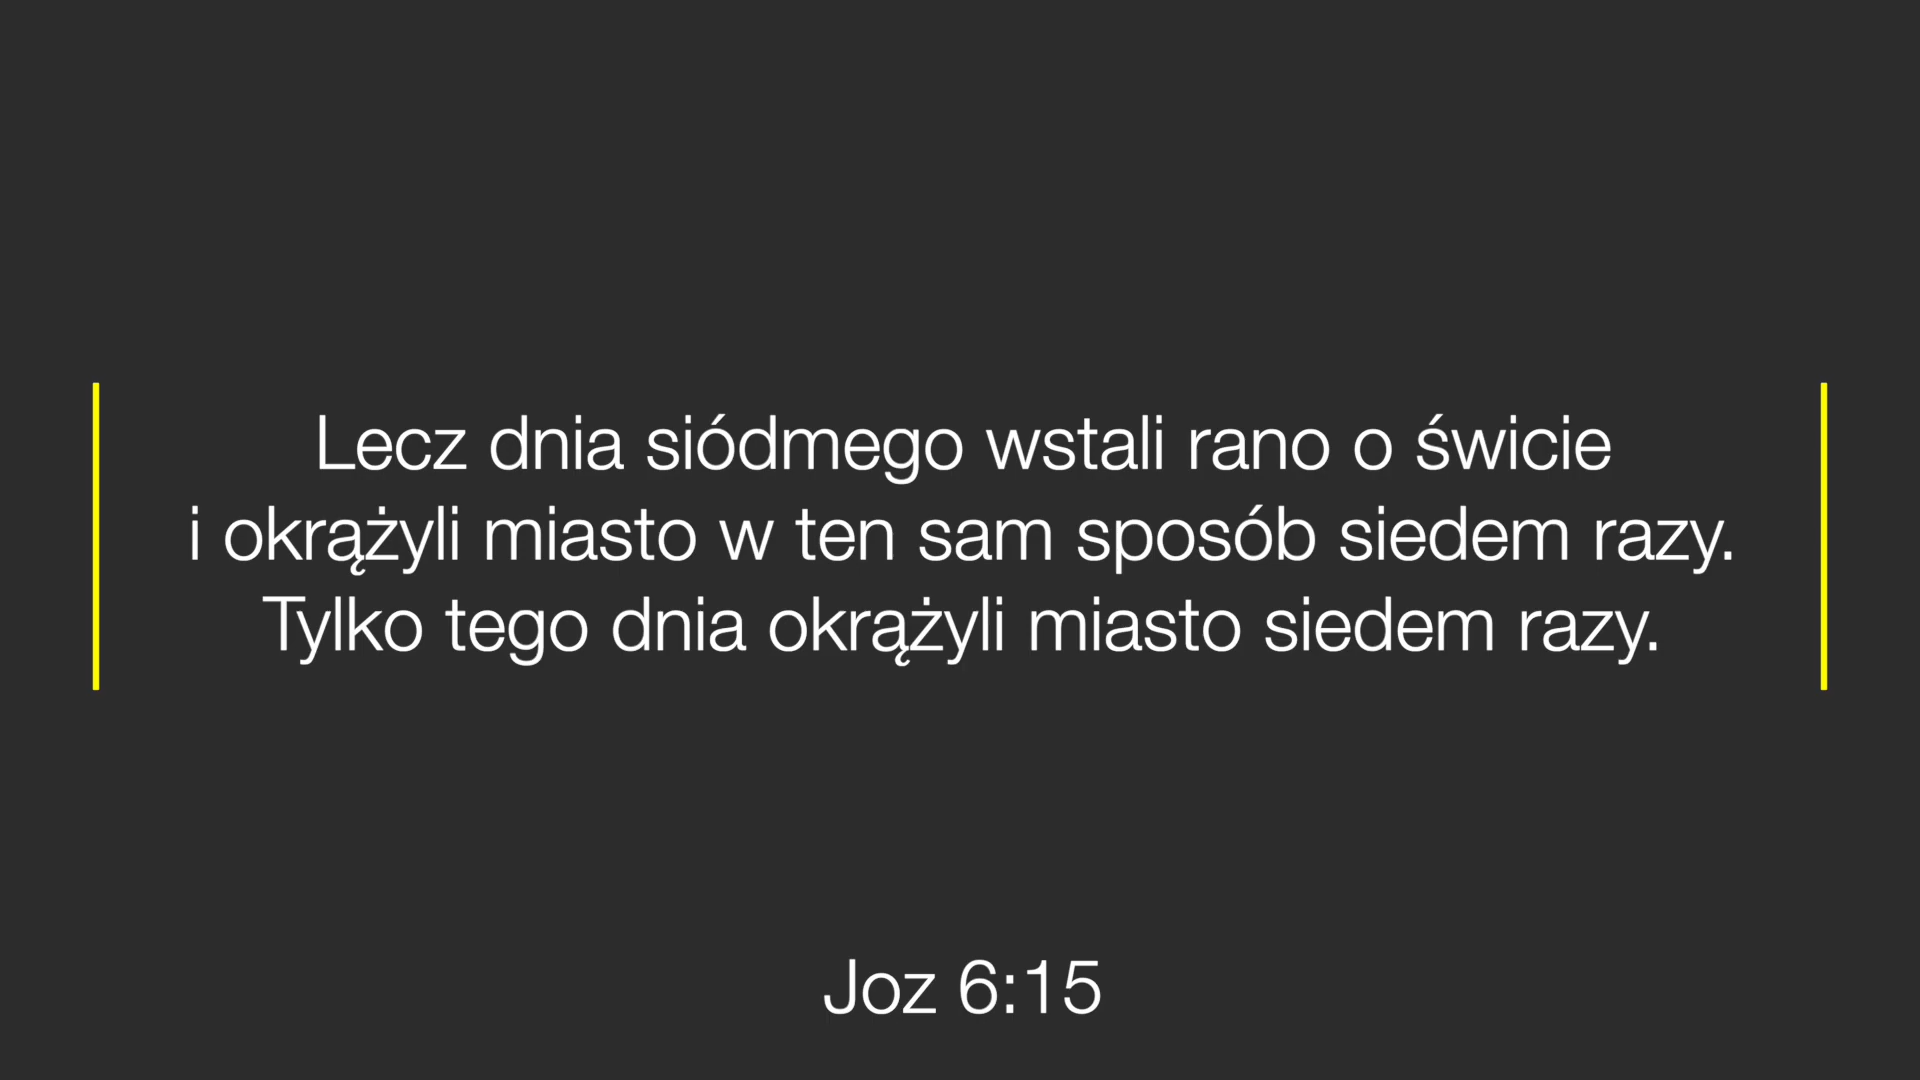 Lecz dnia siódmego wstali rano o świcie
i okrążyli miasto w ten sam sposób siedem razy.
Tylko tego dnia okrążyli miasto siedem razy.
Joz 6:15